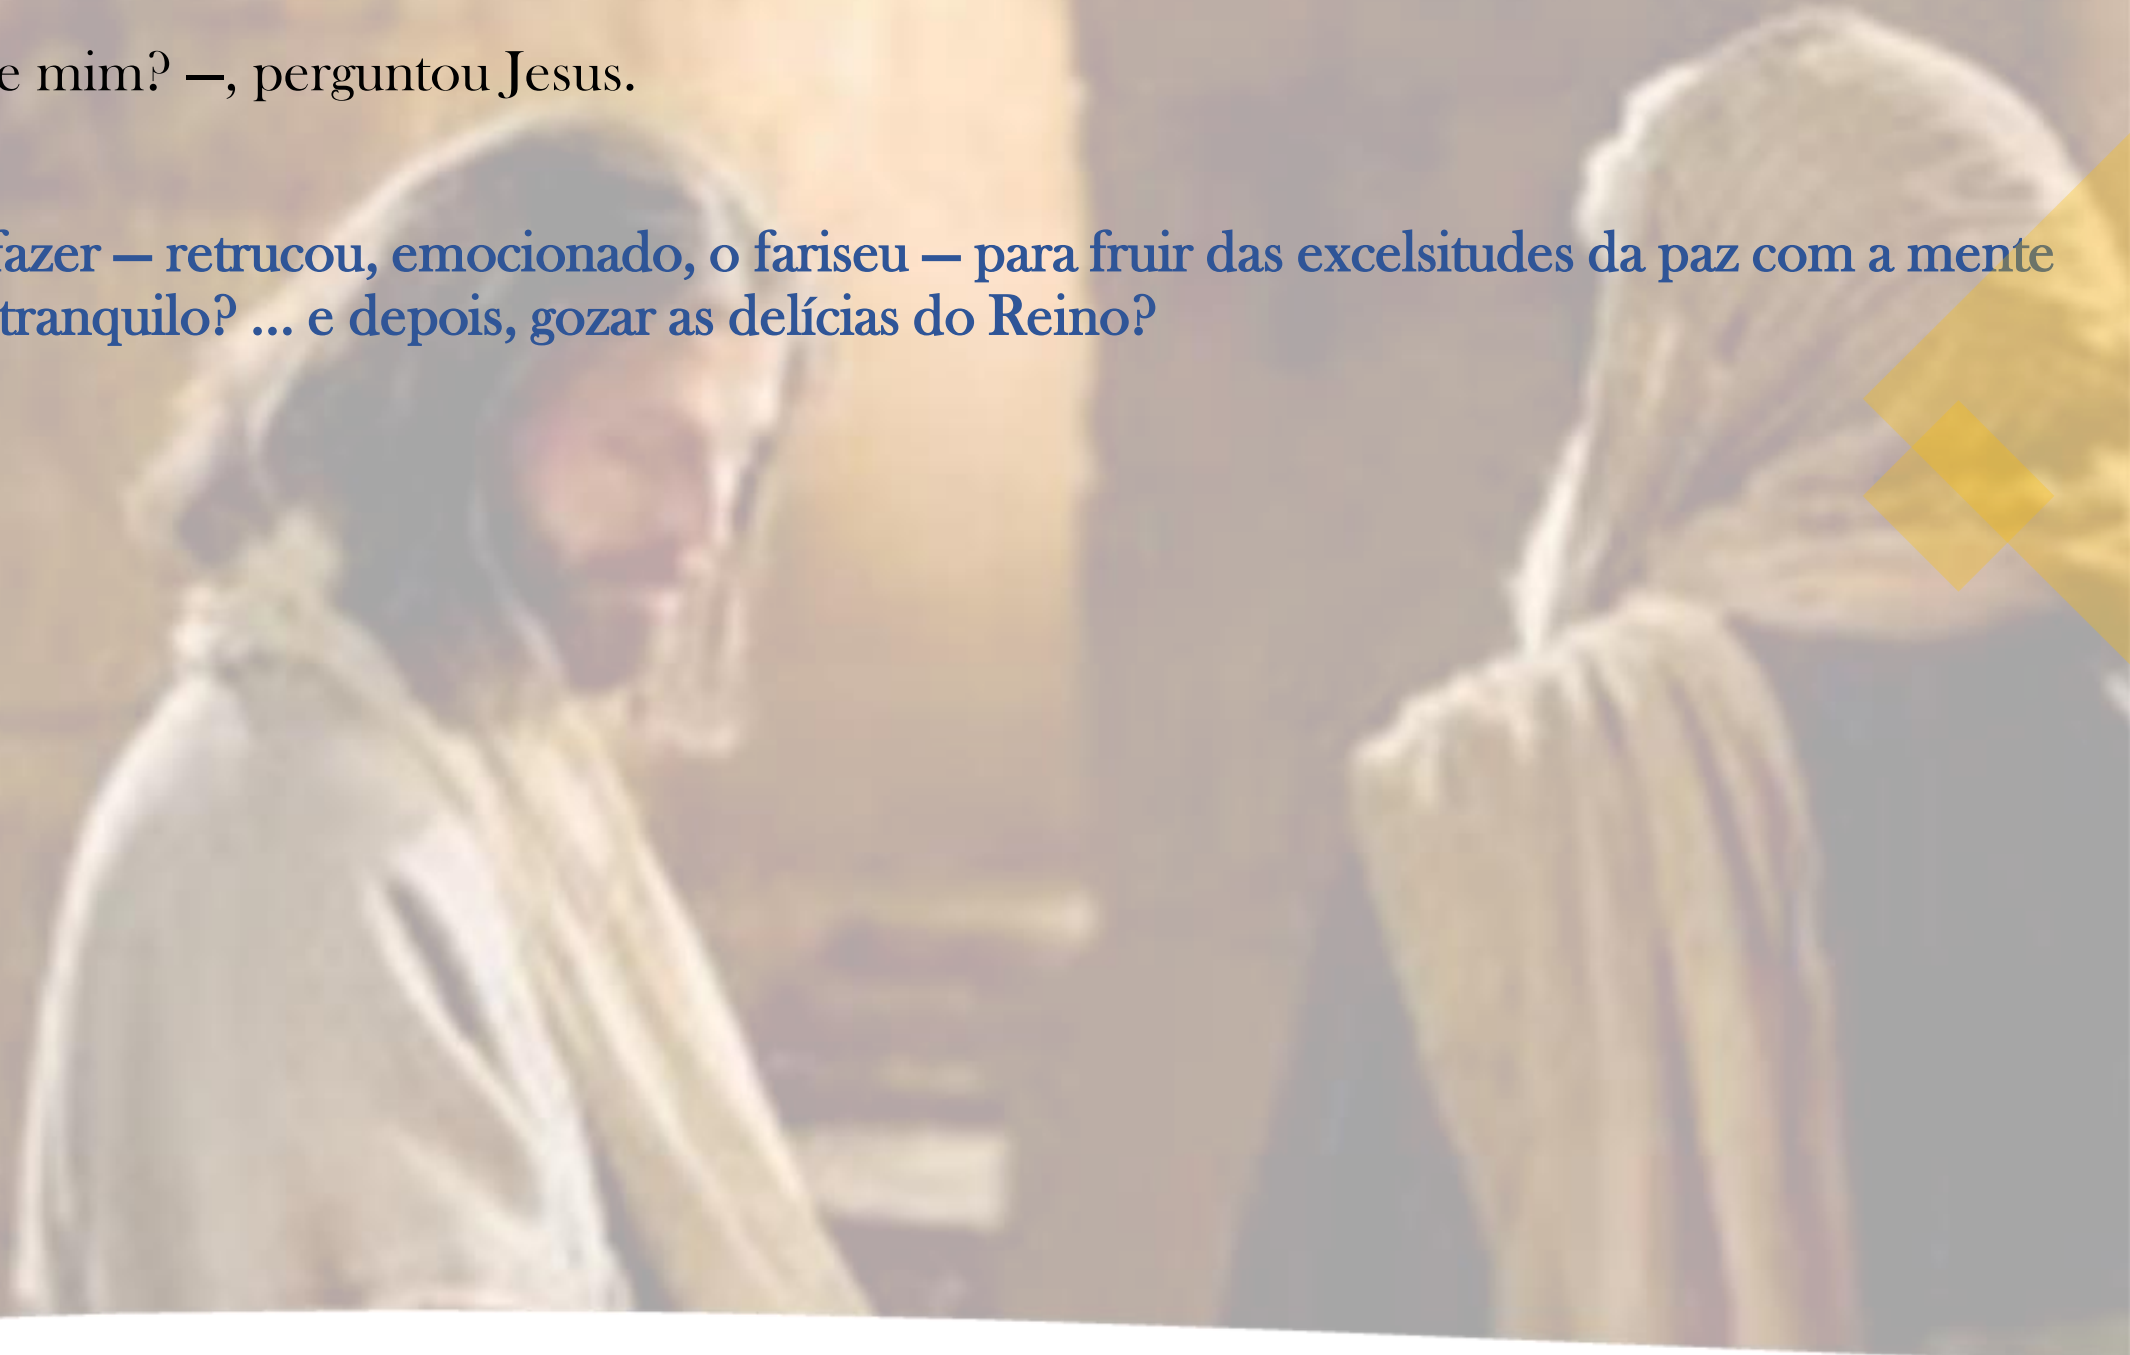 e mim? —, perguntou Jesus.
fazer — retrucou, emocionado, o fariseu — para fruir das excelsitudes da paz com a mente
tranquilo? ... e depois, gozar as delícias do Reino?